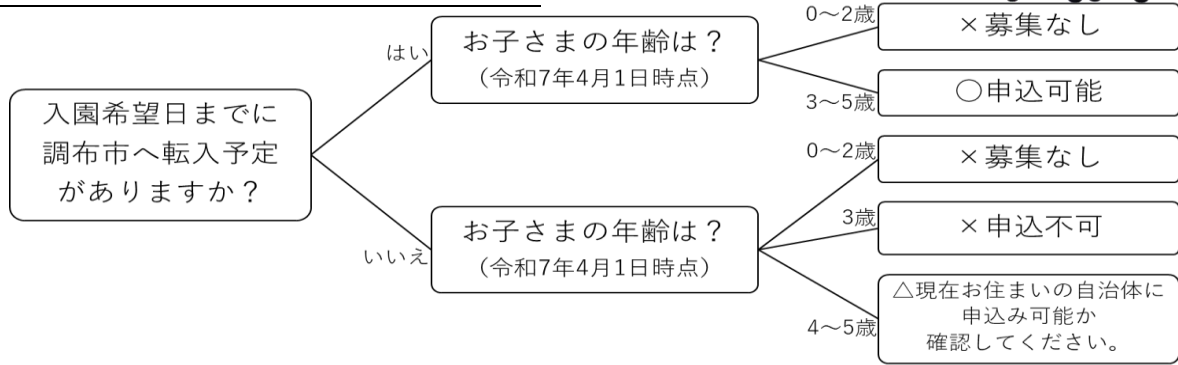 入園希望日までに
調布市へ転入予定
がありますか？
はい
お子さまの年齢は？
（令和7年4月1日時点）
0～2歳
×募集なし
3～5歳
○申込可能
いいえ
お子さまの年齢は？
（令和7年4月1日時点）
0～2歳
×募集なし
3歳
×申込不可
4～5歳
△現在お住まいの自治体に
申込み可能か
確認してください。